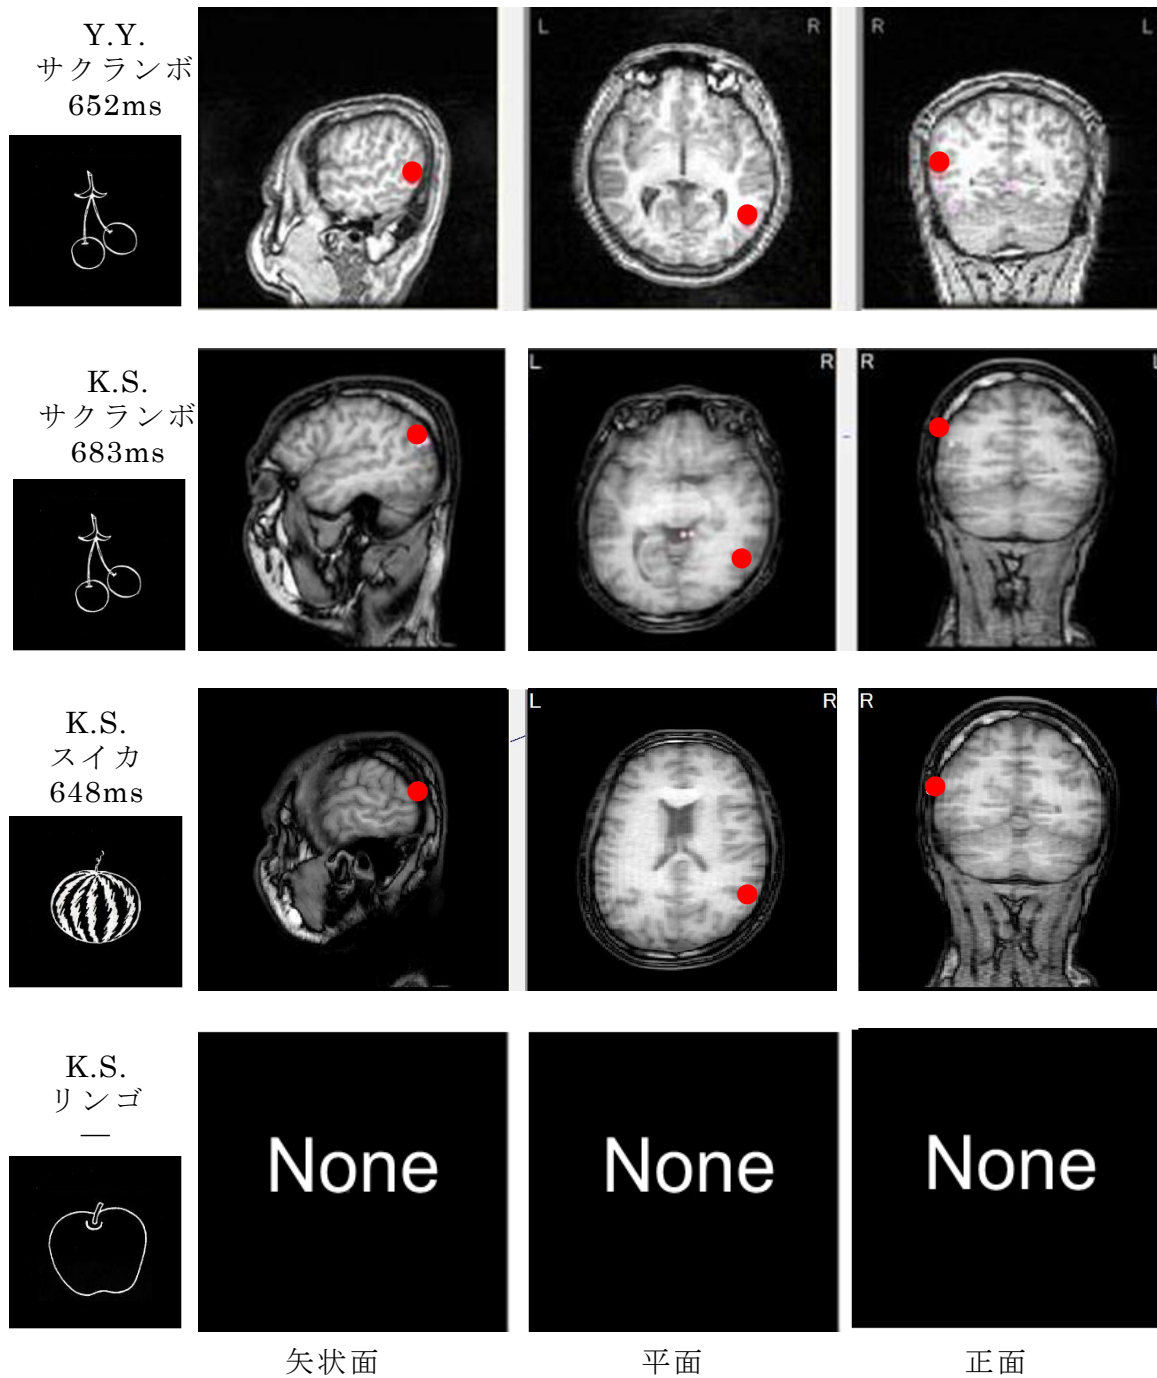 Y.Y.
サクランボ
652ms
L R
R L
K.S.
サクランボ
683ms
L R
R L
K.S.
スイカ
648ms
L R
R
K.S.
リンゴ
—
None
None
None
矢状面
平面
正面